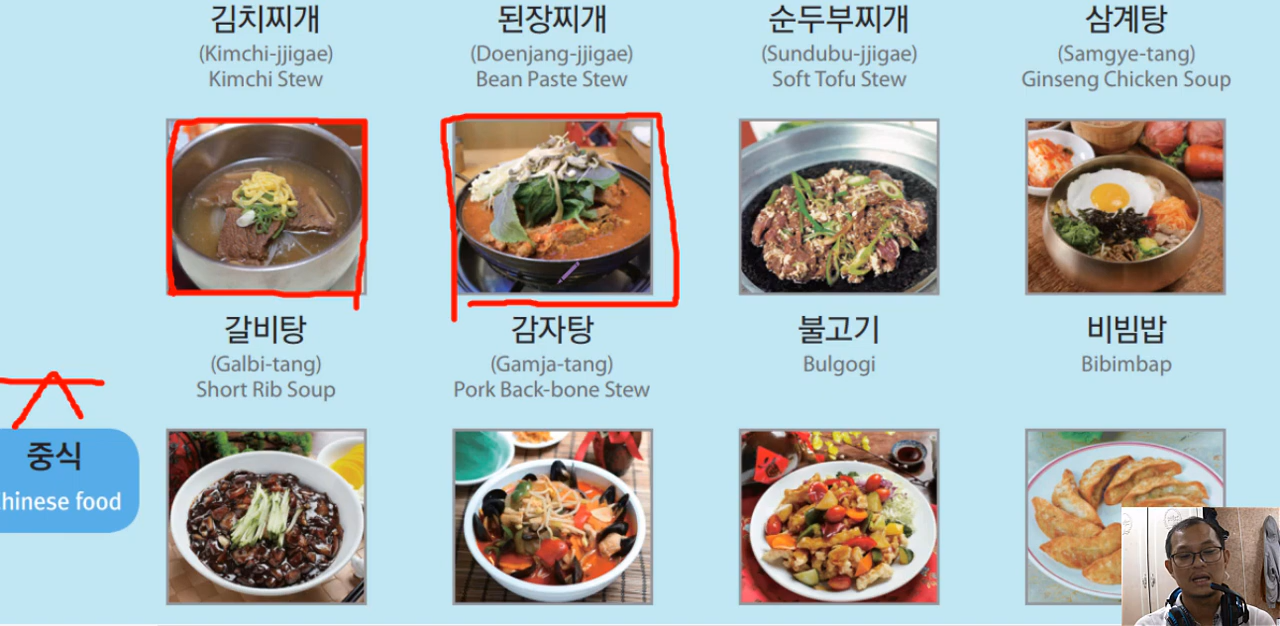 김치찌개
(Kimchi-jjigae)
Kimchi Stew
된장찌개
(Doenjang-jjigae)
Bean Paste Stew
순두부찌개
(Sundubu-jjigae)
Soft Tofu Stew
삼계탕
(Samgye-tang)
Ginseng Chicken Soup
갈비탕
(Galbi-tang)
Short Rib Soup
감자탕
(Gamja-tang)
Pork Back-bone Stew
불고기
Bulgogi
비빔밥
Bibimbap
중식
hinese food